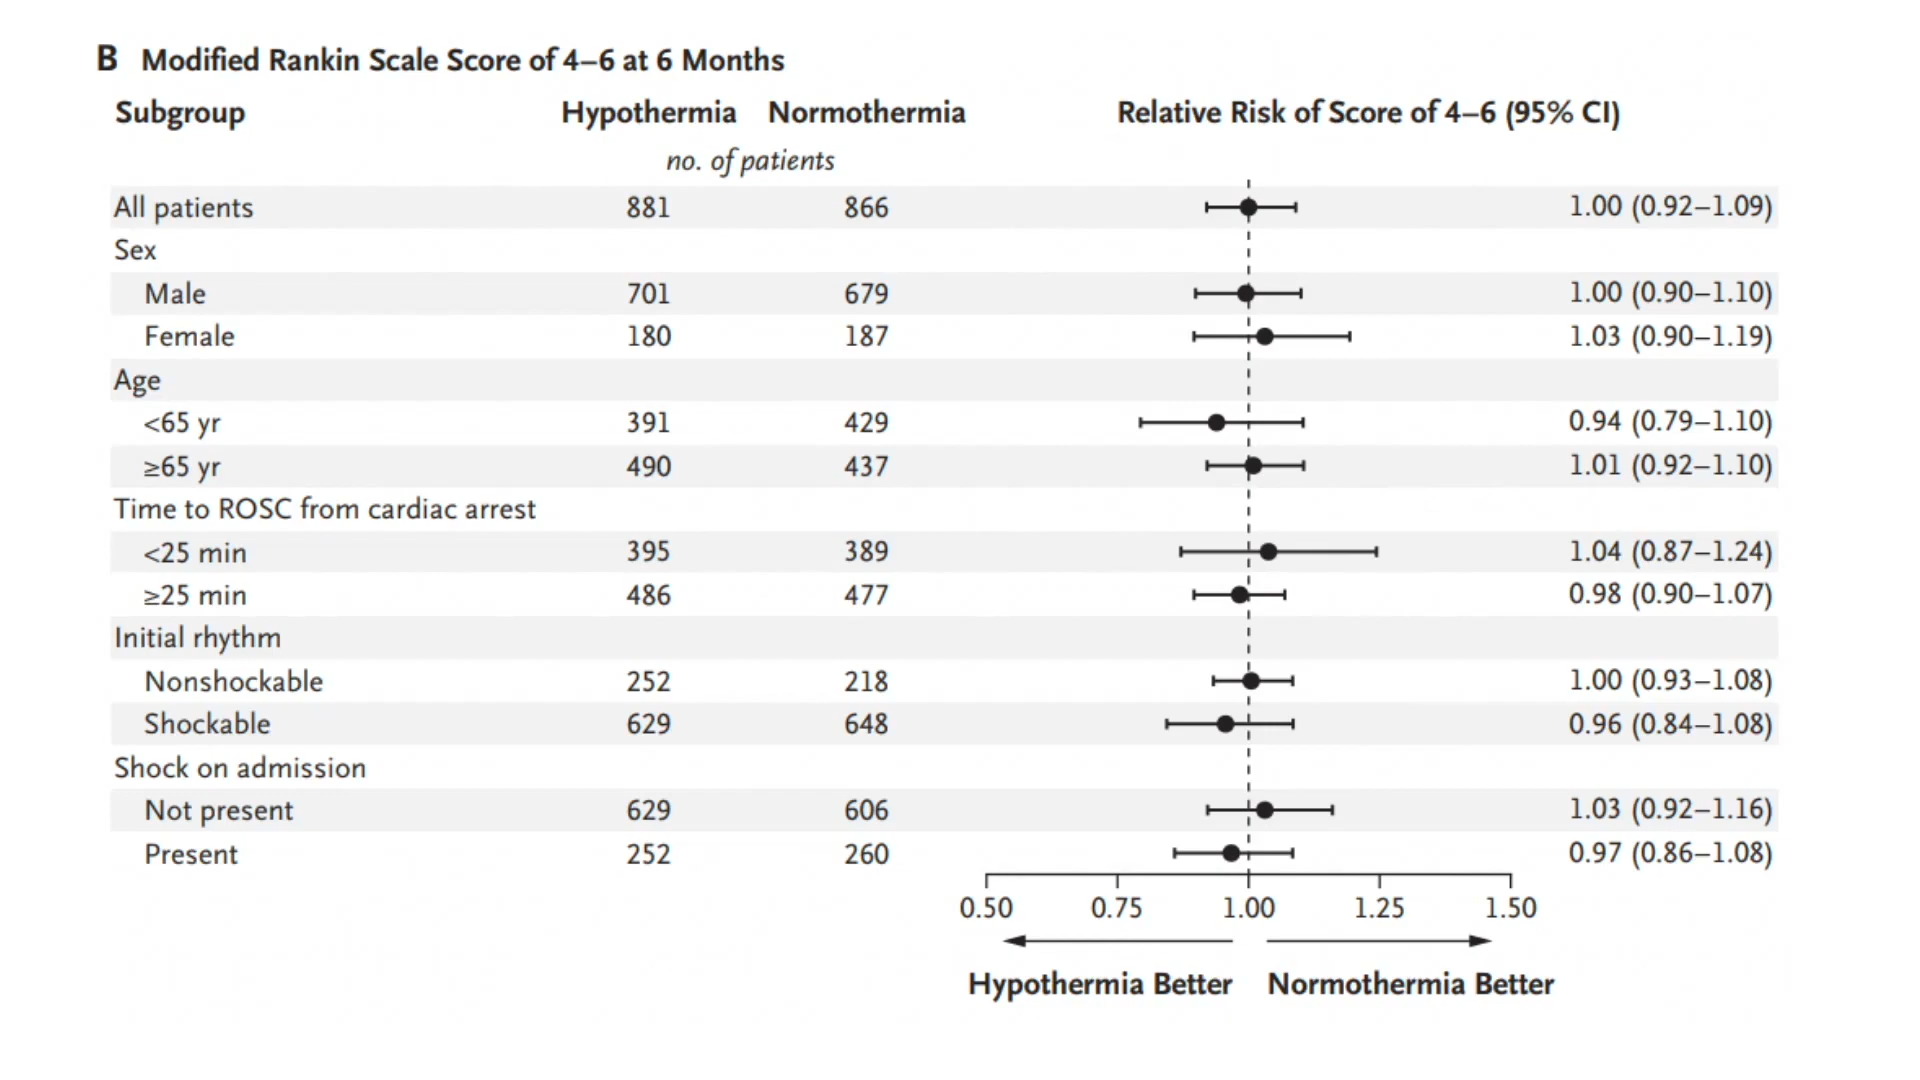 B Modified Rankin Scale Score of 4–6 at 6 Months
Subgroup Hypothermia Normothermia Relative Risk of Score of 4–6 (95% CI)
no. of patients
All patients 881 866 1.00 (0.92–1.09)
Sex
Male 701 679 1.00 (0.90–1.10)
Female 180 187 1.03 (0.90–1.19)
Age
<65 yr 391 429 0.94 (0.79–1.10)
≥65 yr 490 437 1.01 (0.92–1.10)
Time to ROSC from cardiac arrest
<25 min 395 389 1.04 (0.87–1.24)
≥25 min 486 477 0.98 (0.90–1.07)
Initial rhythm
Nonshockable 252 218 1.00 (0.93–1.08)
Shockable 629 648 0.96 (0.84–1.08)
Shock on admission
Not present 629 606 1.03 (0.92–1.16)
Present 252 260 0.97 (0.86–1.08)
0.50 0.75 1.00 1.25 1.50
Hypothermia Better Normothermia Better